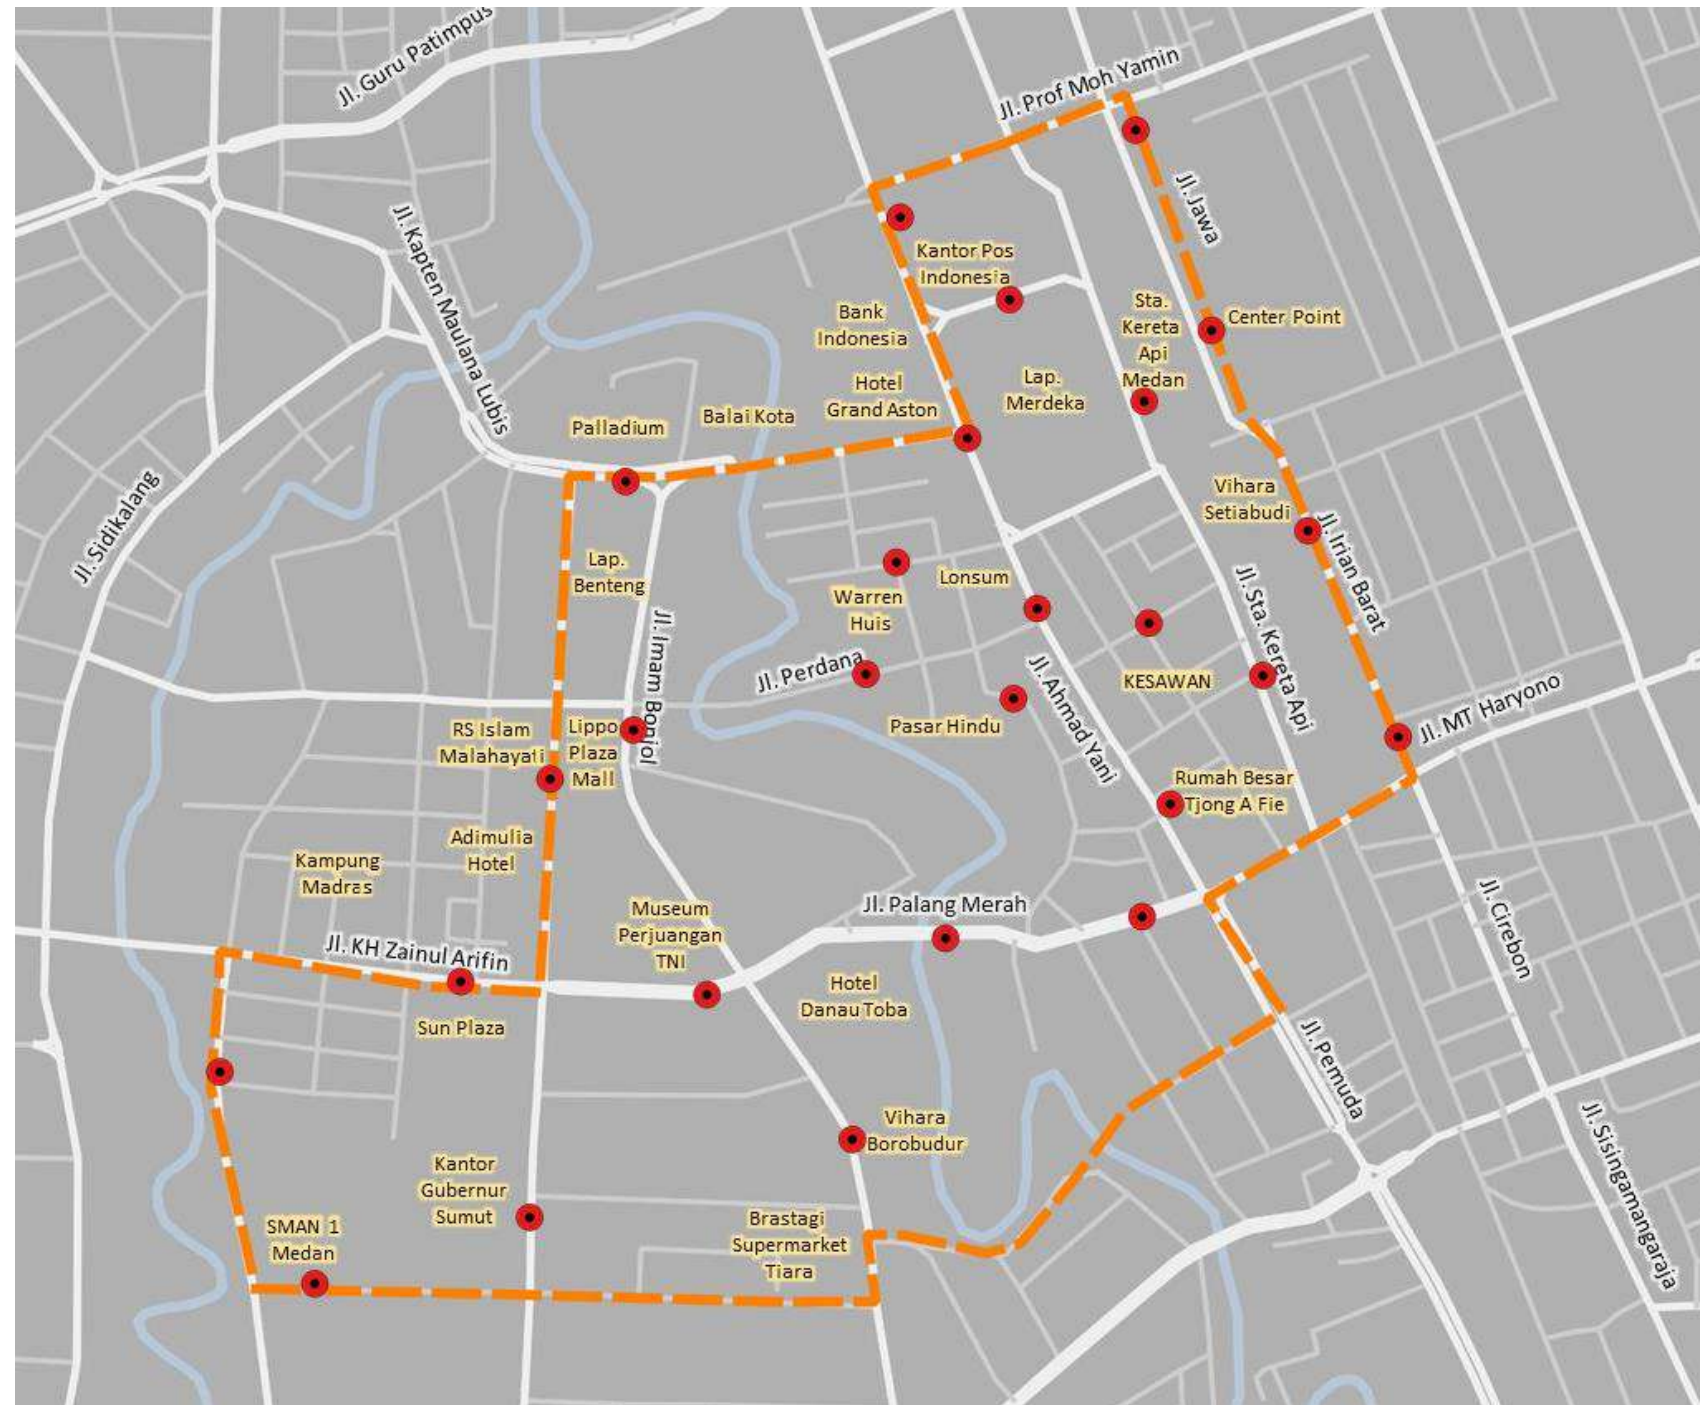 Jl. Guru Patimpus
Jl. Prof Moh Yamin
Jl. Jawa
Jl. Kapten Maulana Lubis
Kantor Pos
Indonesia
Bank
Indonesia
Sta.
Kereta
Api
Medan
Center Point
Hotel
Grand Aston
Lap.
Merdeka
Palladium
Balai Kota
Jl. Sidikalang
Vihara
Setiabudi
Jl. Irian Barat
Lap.
Benteng
Warren
Huis
Lonsum
Jl. Sta. Kereta Api
Jl. Imam Bonjol
Jl. Perdana
KESAWAN
Jl. Ahmad Yani
Pasar Hindu
Jl. MT Haryono
RS Islam
Malahayati
Lippo
Plaza
Mall
Rumah Besar
Tjong A Fie
Adimulia
Hotel
Kampung
Madras
Museum
Perjuangan
TNI
Jl. Palang Merah
Jl. Cirebon
Jl. KH Zainul Arifin
Sun Plaza
Hotel
Danau Toba
Jl. Pemuda
Vihara
Borobudur
Jl. Sisingamangaraja
Kantor
Gubernur
Sumut
SMAN 1
Medan
Brastagi
Supermarket
Tiara